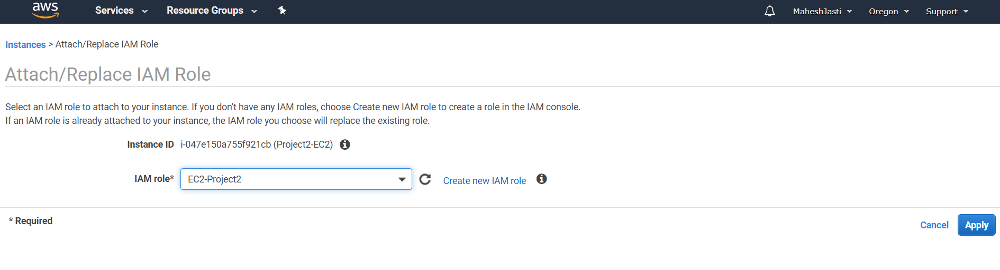 aws Services Resource Groups MaheshJasti Oregon Support
Instances > Attach/Replace IAM Role
Attach/Replace IAM Role
Select an IAM role to attach to your instance. If you don't have any IAM roles, choose Create new IAM role to create a role in the IAM console.
If an IAM role is already attached to your instance, the IAM role you choose will replace the existing role.
Instance ID i-047e150a755f921cb (Project2-EC2)
IAM role* EC2-Project2 Create new IAM role
* Required
Cancel Apply